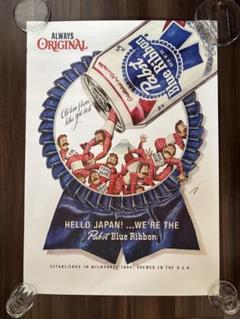 ALWAYS
ORIGINAL
Pabst
Blue Ribbon
BEER
HELLO JAPAN! ...WE'RE THE
Pabst Blue Ribbon
ESTABLISHED IN MILWAUKEE 1844. BREWED IN THE U.S.A.